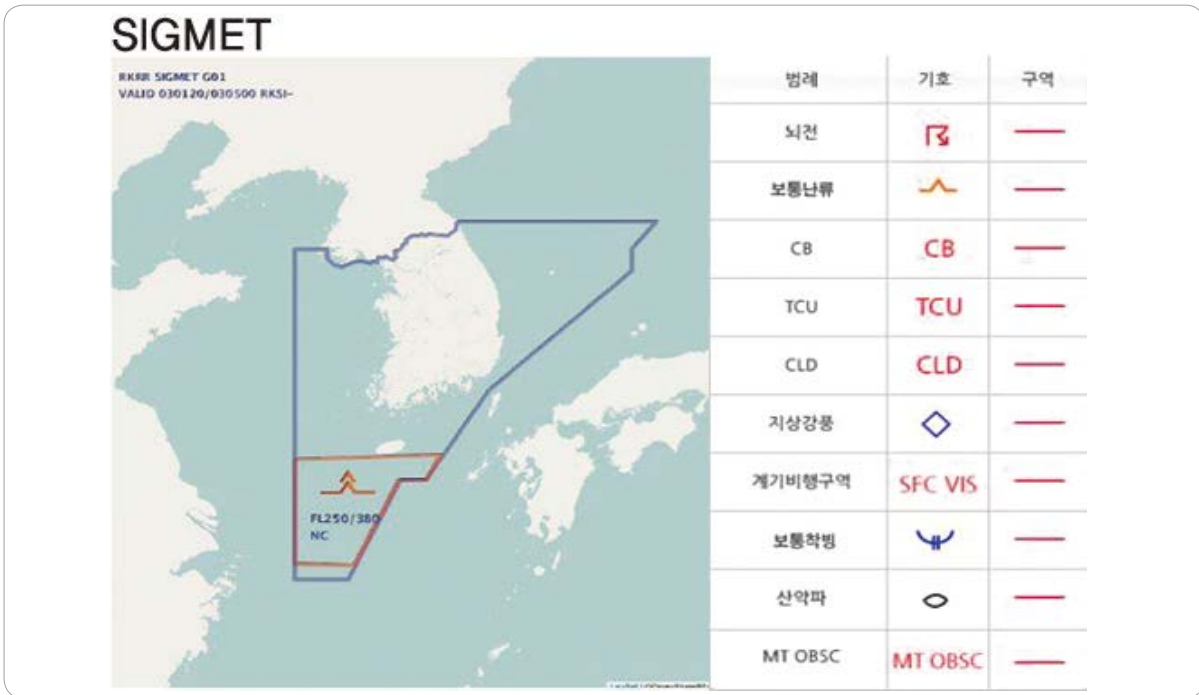 SIGMET
RKRR SIGMET G01
VALID 030120/030500 RKSI-
FL250/380
NC
범례 기호 구역
뇌전
보통난류
CB CB
TCU TCU
CLD CLD
지상강풍
계기비행구역 SFC VIS
보통착빙
산악파
MT OBSC MT OBSC